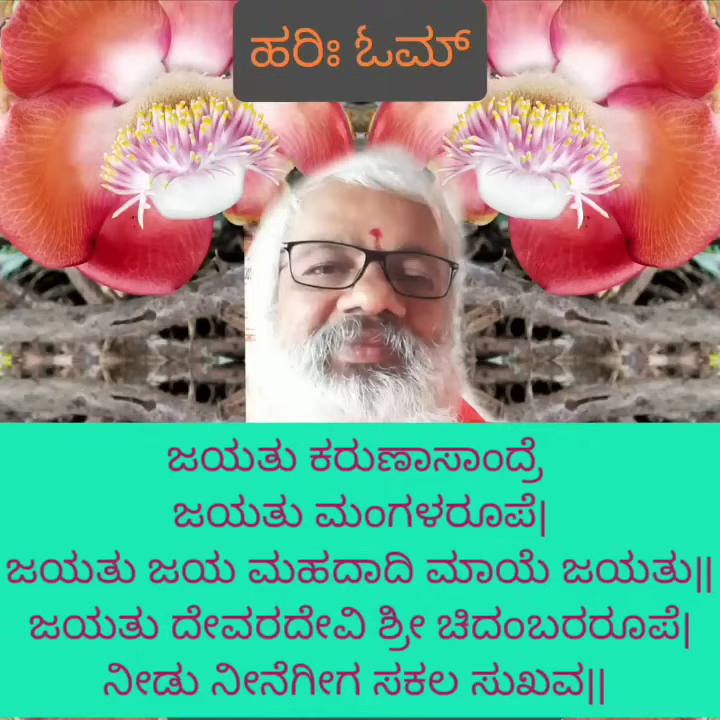 ಹರಿಃ ಓಮ್
ಜಯತು ಕರುಣಾಸಾಂದ್ರೆ
ಜಯತು ಮಂಗಳರೂಪೆ|
ಜಯತು ಜಯ ಮಹದಾದಿ ಮಾಯೆ ಜಯತು||
ಜಯತು ದೇವರದೇವಿ ಶ್ರೀ ಚಿದಂಬರರೂಪೆ|
ನೀಡು ನೀನೆಗೀಗ ಸಕಲ ಸುಖವ||